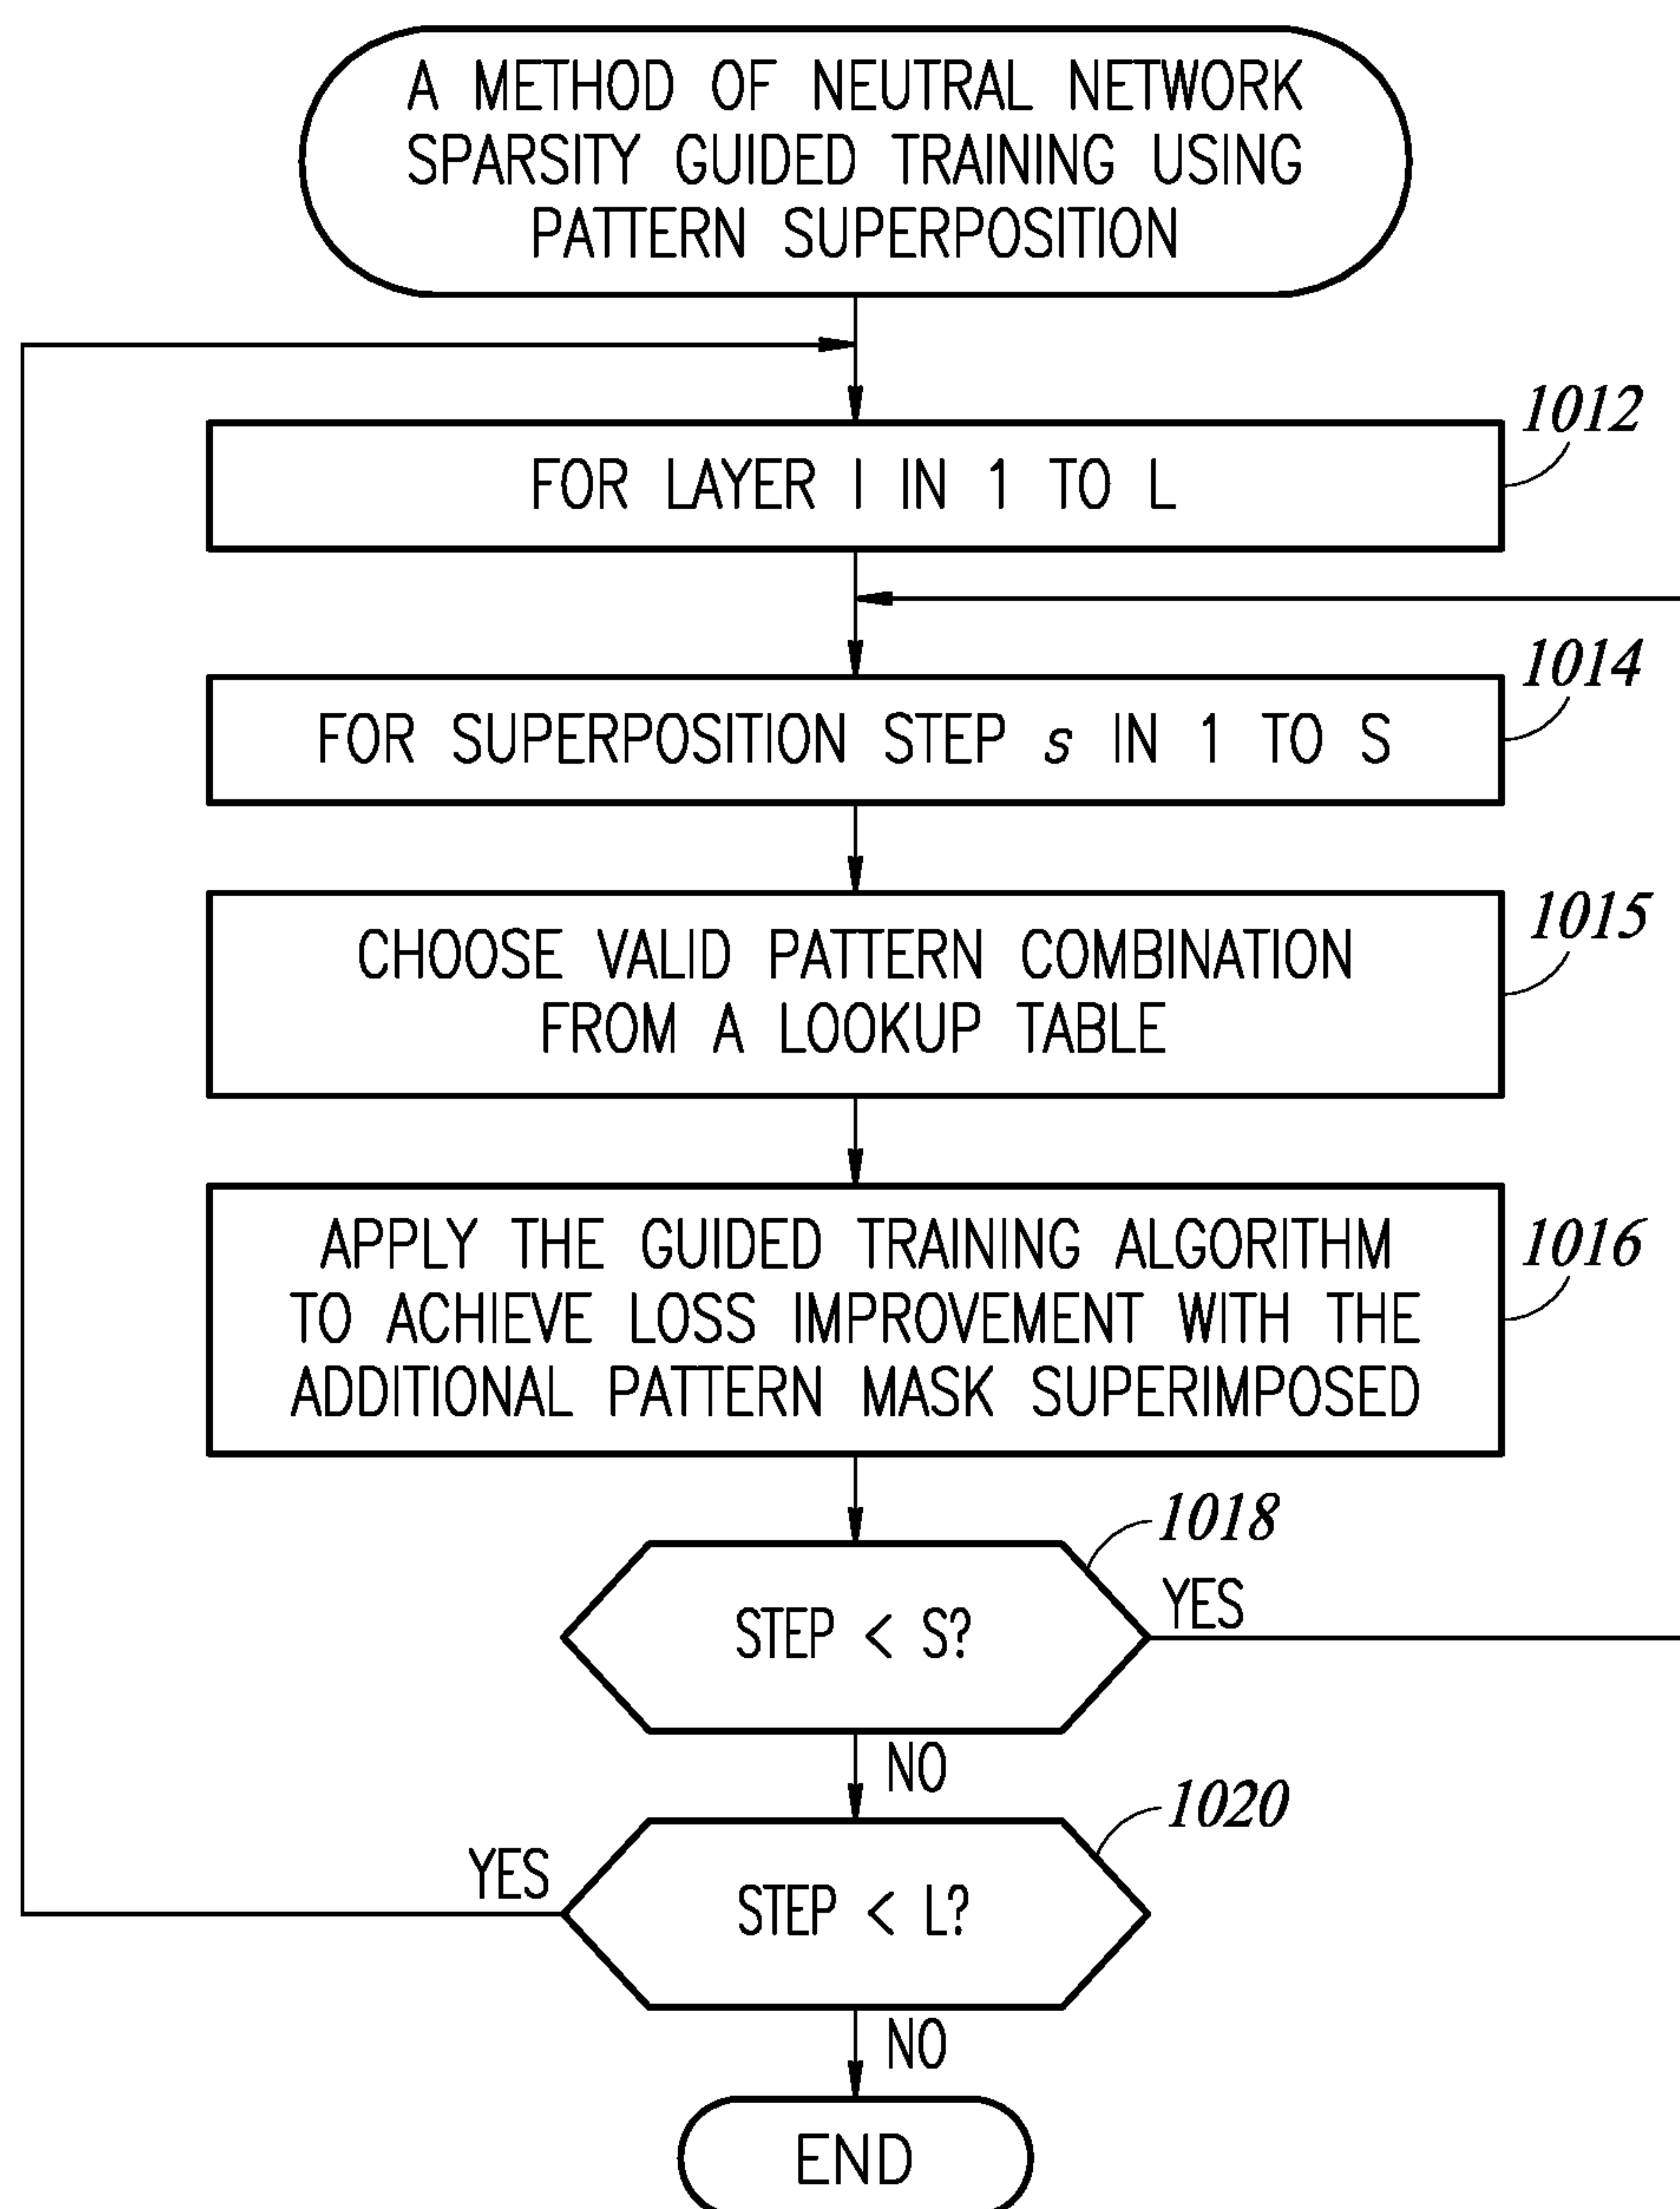 A METHOD OF NEUTRAL NETWORK
SPARSITY GUIDED TRAINING USING
PATTERN SUPERPOSITION
1012
FOR LAYER I IN 1 TO L
1014
FOR SUPERPOSITION STEP s IN 1 TO S
1015
CHOOSE VALID PATTERN COMBINATION
FROM A LOOKUP TABLE
1016
APPLY THE GUIDED TRAINING ALGORITHM
TO ACHIEVE LOSS IMPROVEMENT WITH THE
ADDITIONAL PATTERN MASK SUPERIMPOSED
1018
STEP < S?
YES
NO
1020
STEP < L?
YES
NO
END